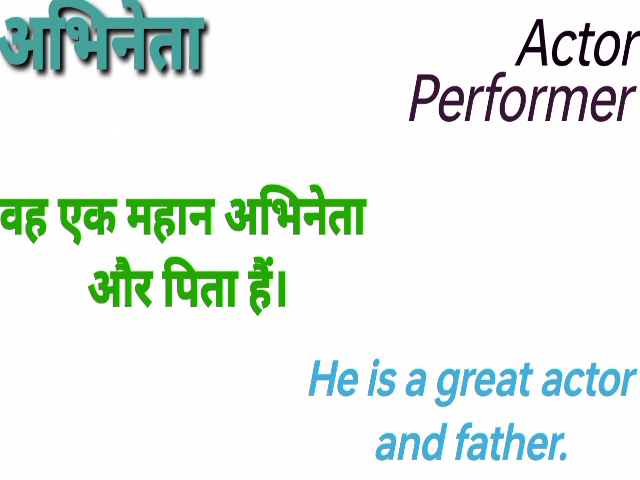 अभिनेता
Actor
Performer
वह एक महान अभिनेता
और पिता हैं।
He is a great actor
and father.